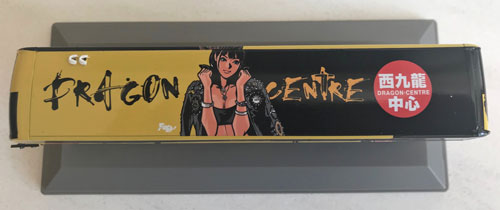 DRAGON CENTRE
西九龍
DRAGON CENTRE
中心